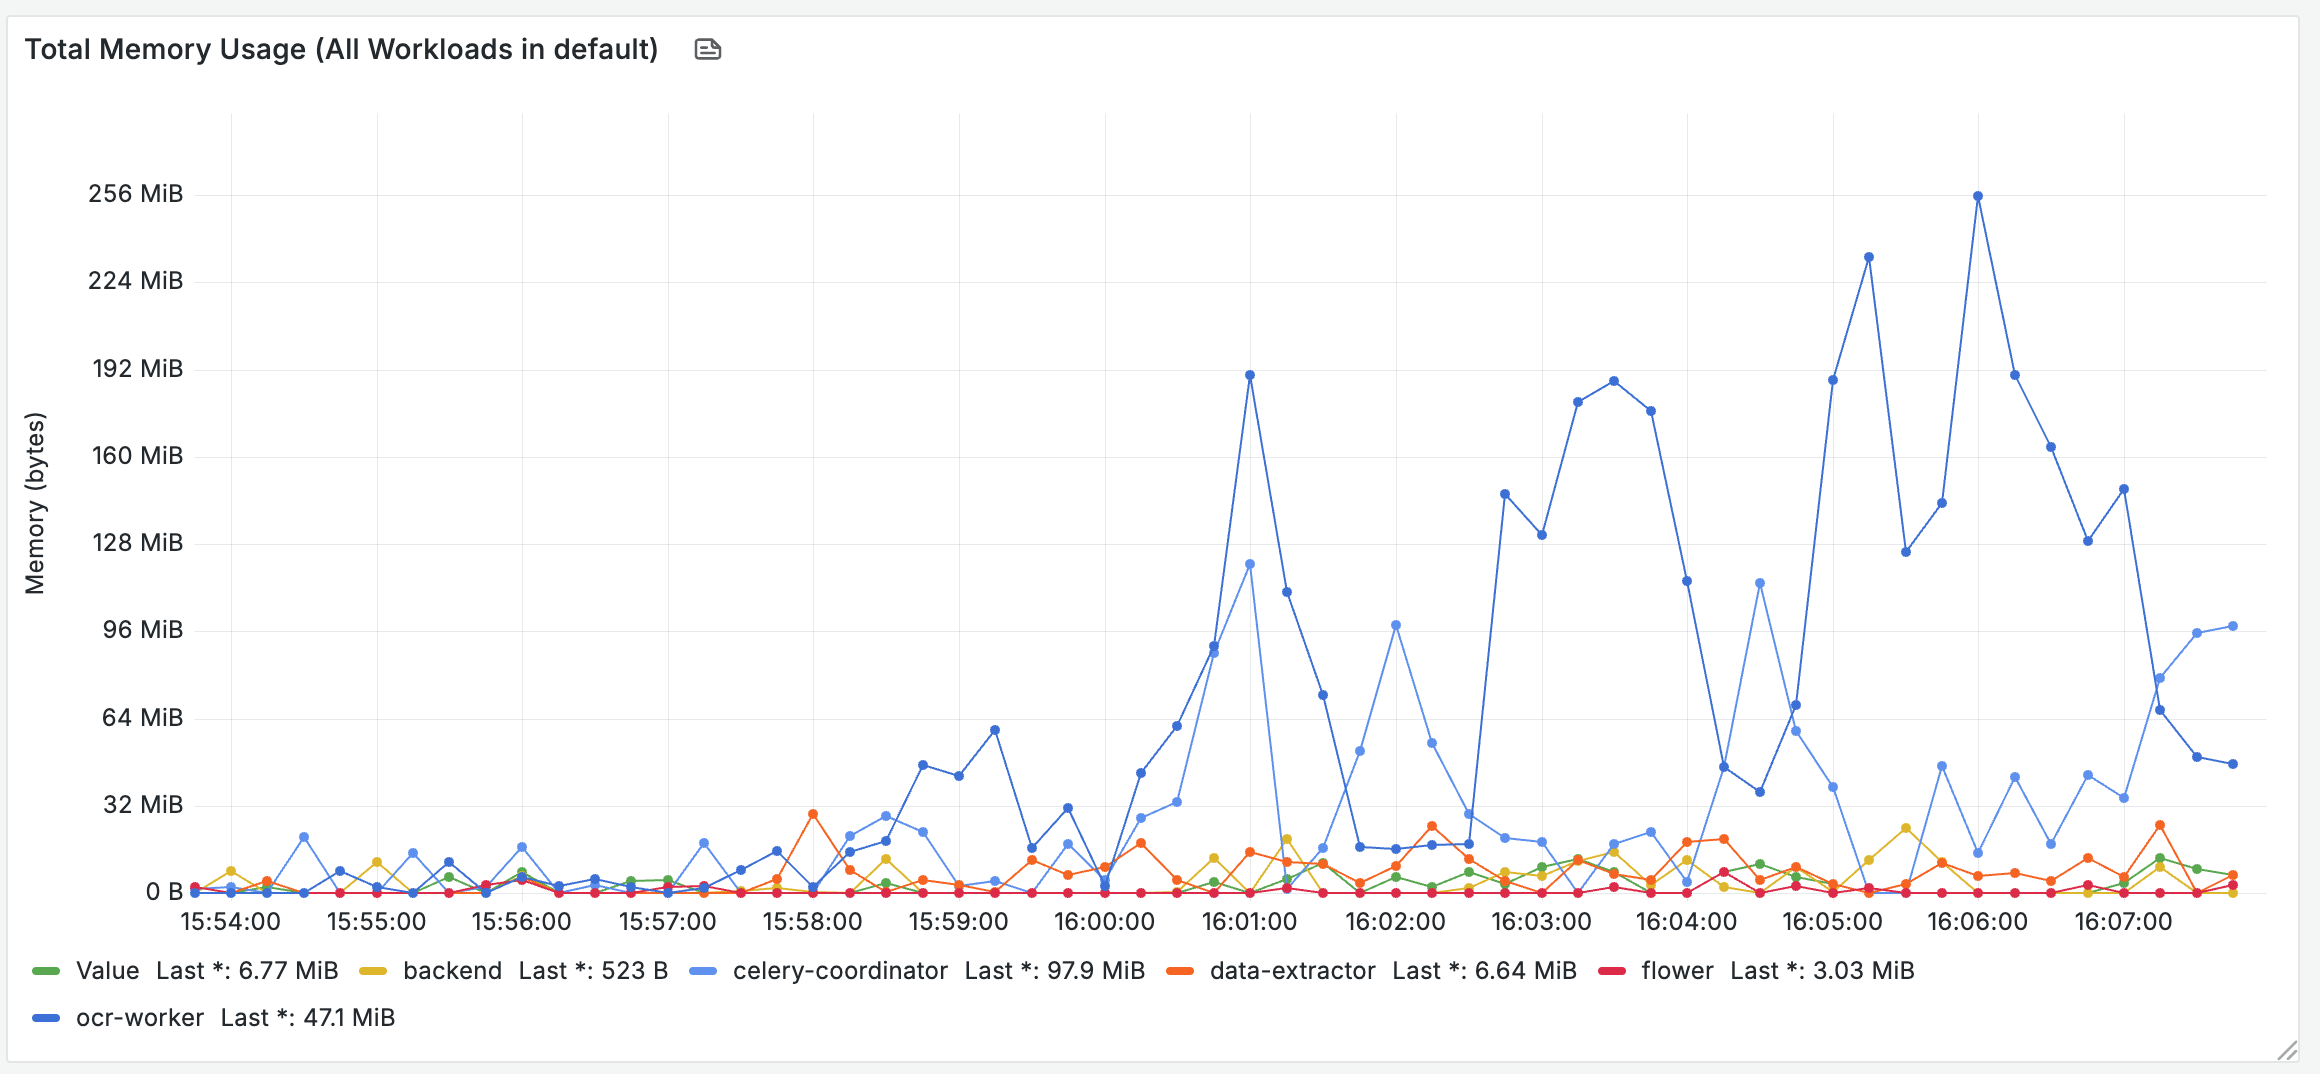 Total Memory Usage (All Workloads in default)
256 MiB
224 MiB
192 MiB
160 MiB
128 MiB
96 MiB
64 MiB
32 MiB
0 B
Memory (bytes)
15:54:00 15:55:00 15:56:00 15:57:00 15:58:00 15:59:00 16:00:00 16:01:00 16:02:00 16:03:00 16:04:00 16:05:00 16:06:00 16:07:00
Value Last *: 6.77 MiB backend Last *: 523 B celery-coordinator Last *: 97.9 MiB data-extractor Last *: 6.64 MiB flower Last *: 3.03 MiB
ocr-worker Last *: 47.1 MiB